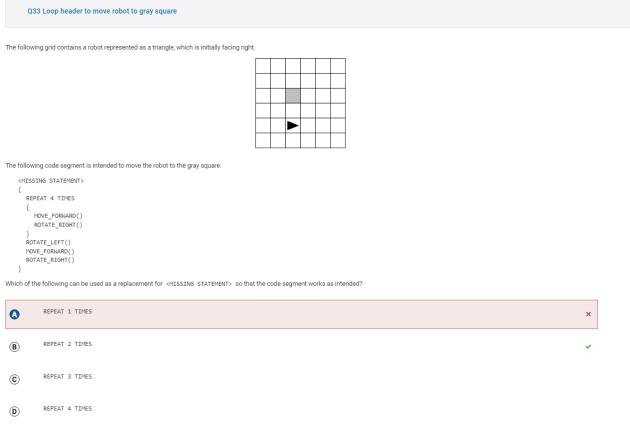 Q33 Loop header to move robot to gray square
The following grid contains a robot represented as a triangle, which is initially facing right.
The following code segment is intended to move the robot to the gray square.
<MISSING STATEMENT>
{
REPEAT 4 TIMES
{
MOVE_FORWARD()
ROTATE_RIGHT()
}
ROTATE_LEFT()
MOVE_FORWARD()
ROTATE_RIGHT()
}
Which of the following can be used as a replacement for <MISSING STATEMENT> so that the code segment works as intended?
A REPEAT 1 TIMES
B REPEAT 2 TIMES
C REPEAT 3 TIMES
D REPEAT 4 TIMES